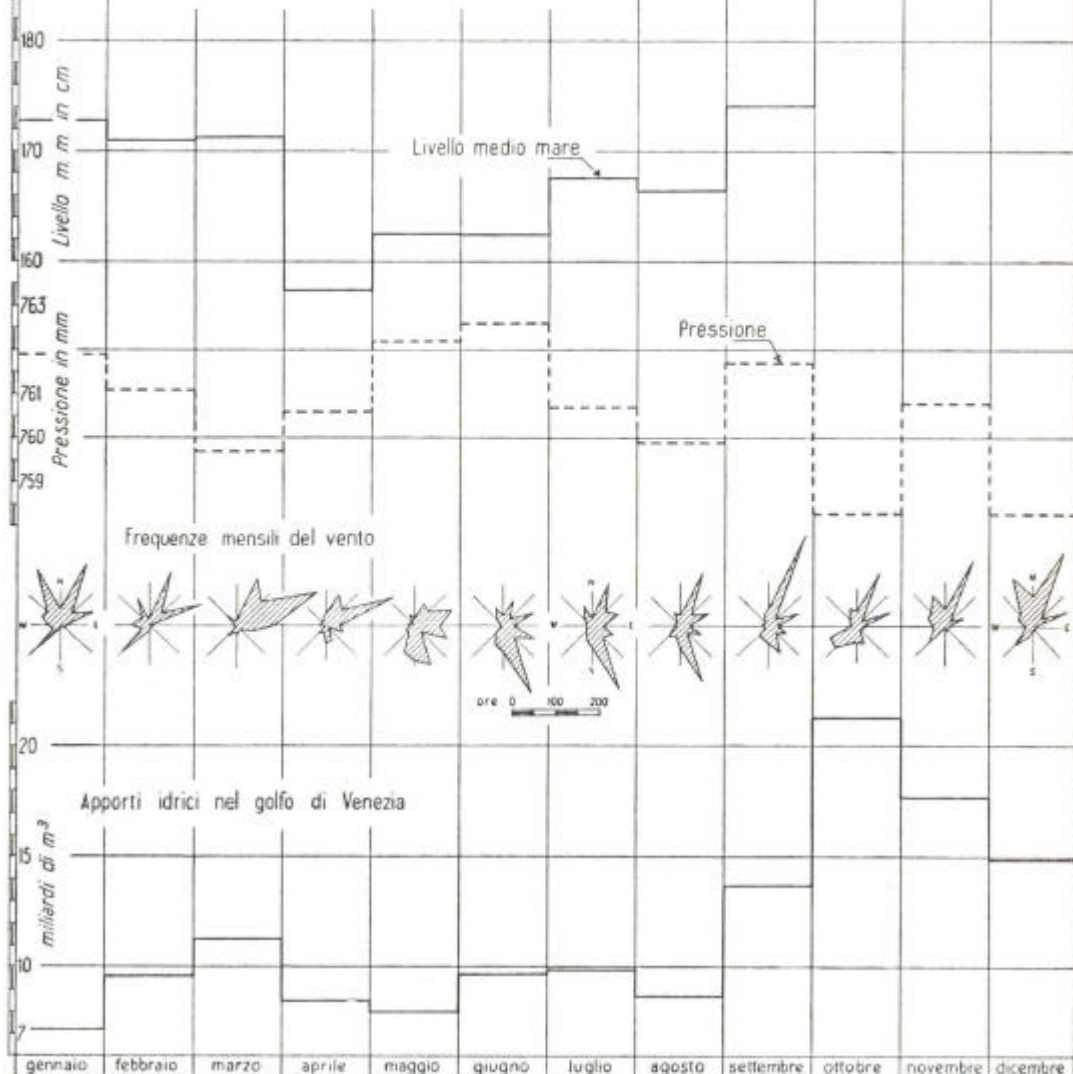 180
Livello m. m. in cm
170
Livello medio mare
160
763
Pressione in mm
Pressione
761
760
759
Frequenze mensili del vento
N
W E
S
N
W E
S
N
W E
S
ore 0 100 200
20
Apporti idrici nel golfo di Venezia
miliardi di m³
15
10
7
gennaio febbraio marzo aprile maggio giugno luglio agosto settembre ottobre novembre dicembre